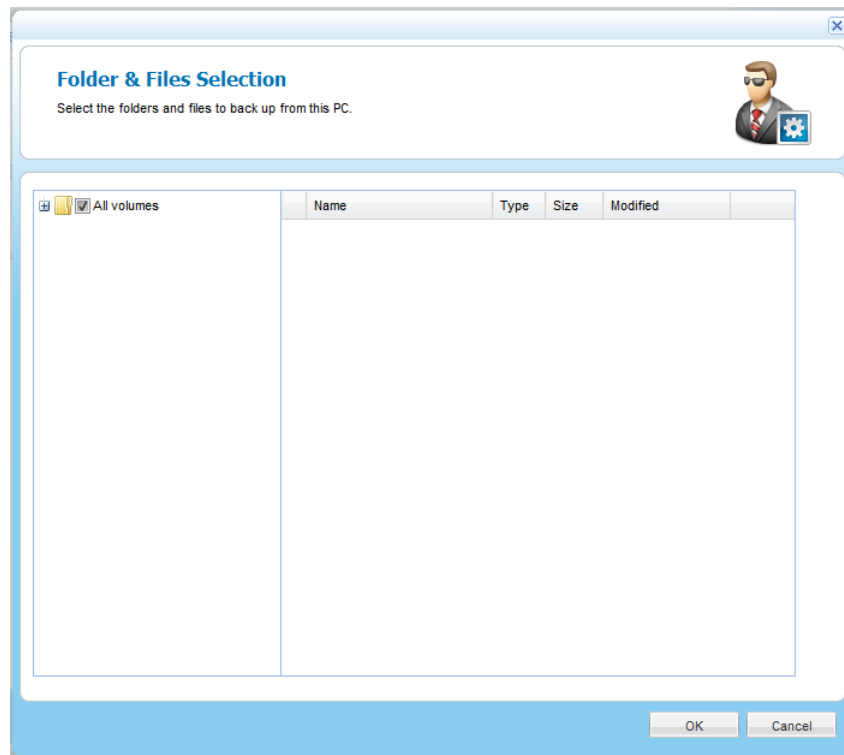 Folder & Files Selection
Select the folders and files to back up from this PC.
All volumes
Name Type Size Modified
OK Cancel